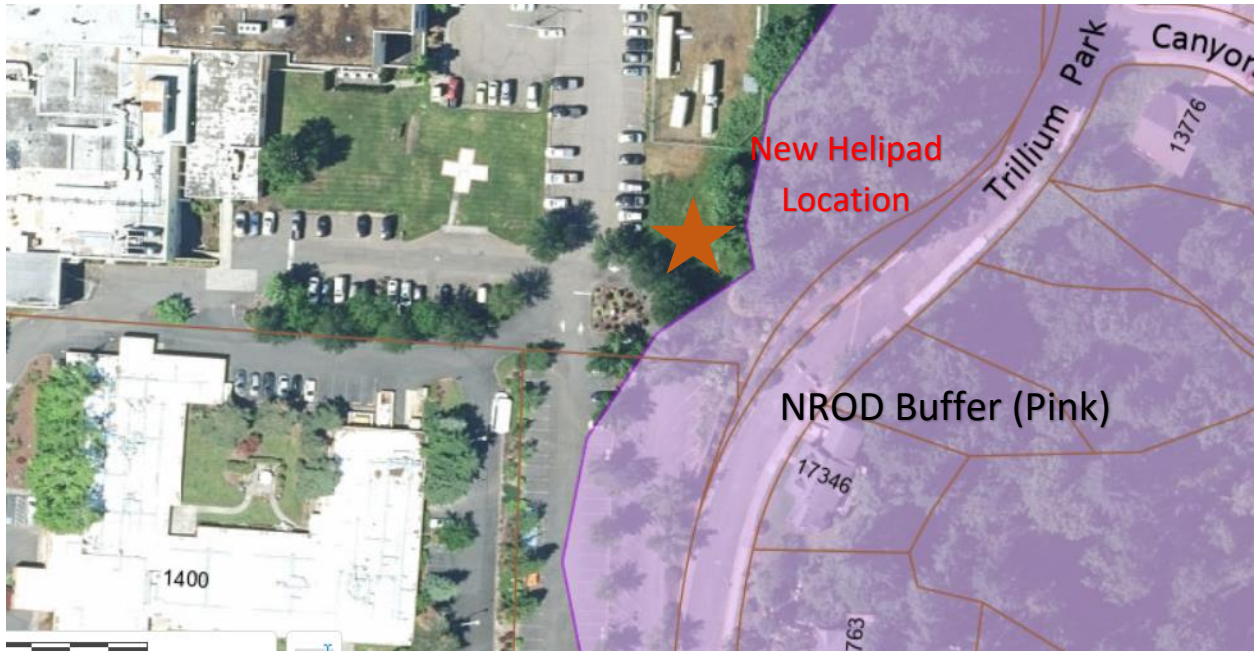 Canyon
Trillium Park
13776
New Helipad
Location
NROD Buffer (Pink)
17346
1400
763